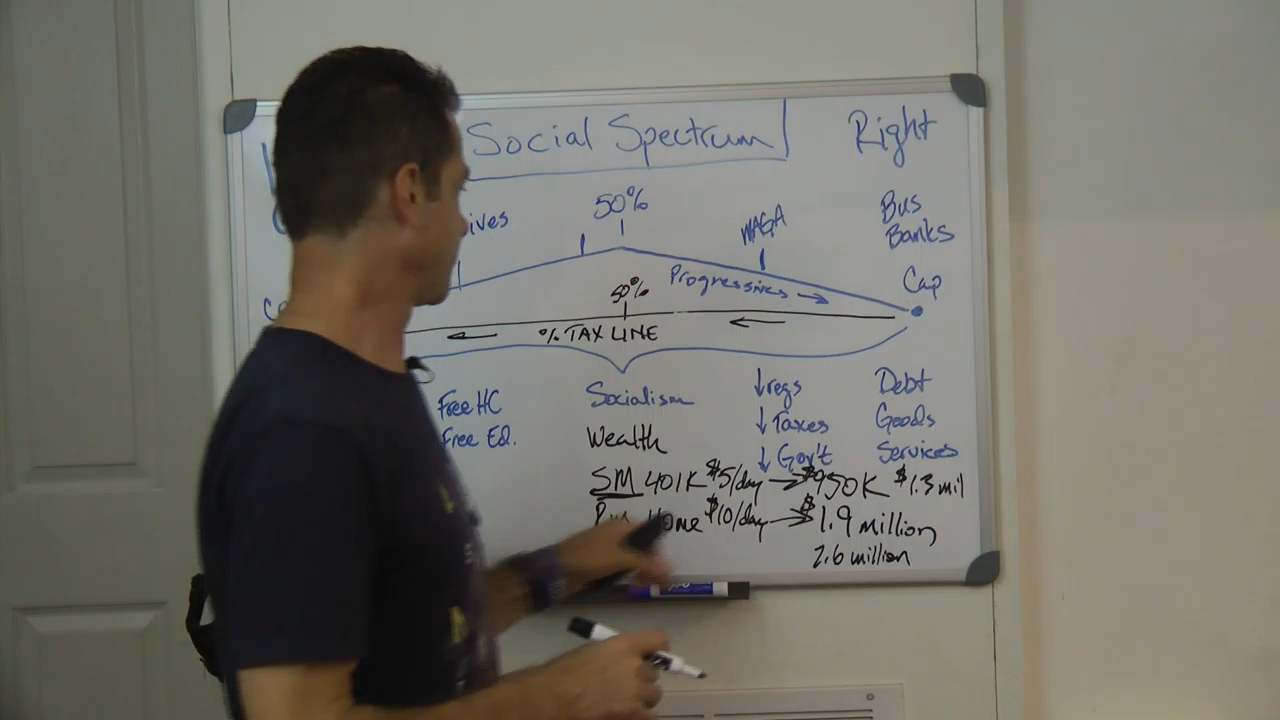 Social Spectrum
Right
50%
MAGA
Bus
Banks
Progressives →
Cap
50%
← % TAX LINE ←
Free HC
Free Ed.
Socialism
Wealth
↓ regs
↓ Taxes
↓ Gov't
Debt
Goods
Services
SM 401K $5/day → $950K $1.3 mil
Home $10/day → $1.9 million
2.6 million